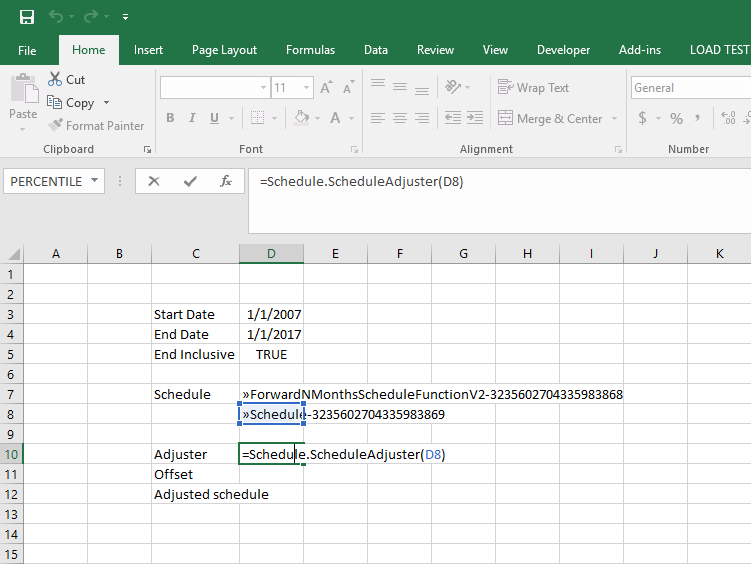 File Home Insert Page Layout Formulas Data Review View Developer Add-ins LOAD TEST
Paste
Cut
Copy
Format Painter
11 A A
B I U A
Wrap Text
Merge & Center
General
$ % ,
Clipboard Font Alignment Number
PERCENTILE fx =Schedule.ScheduleAdjuster(D8)
A B C D E F G H I J K
1
2
3 Start Date 1/1/2007
4 End Date 1/1/2017
5 End Inclusive TRUE
6
7 Schedule »ForwardNMonthsScheduleFunctionV2-3235602704335983868
8 »Schedule-3235602704335983869
9
10 Adjuster =Schedule.ScheduleAdjuster(D8)
11 Offset
12 Adjusted schedule
13
14
15